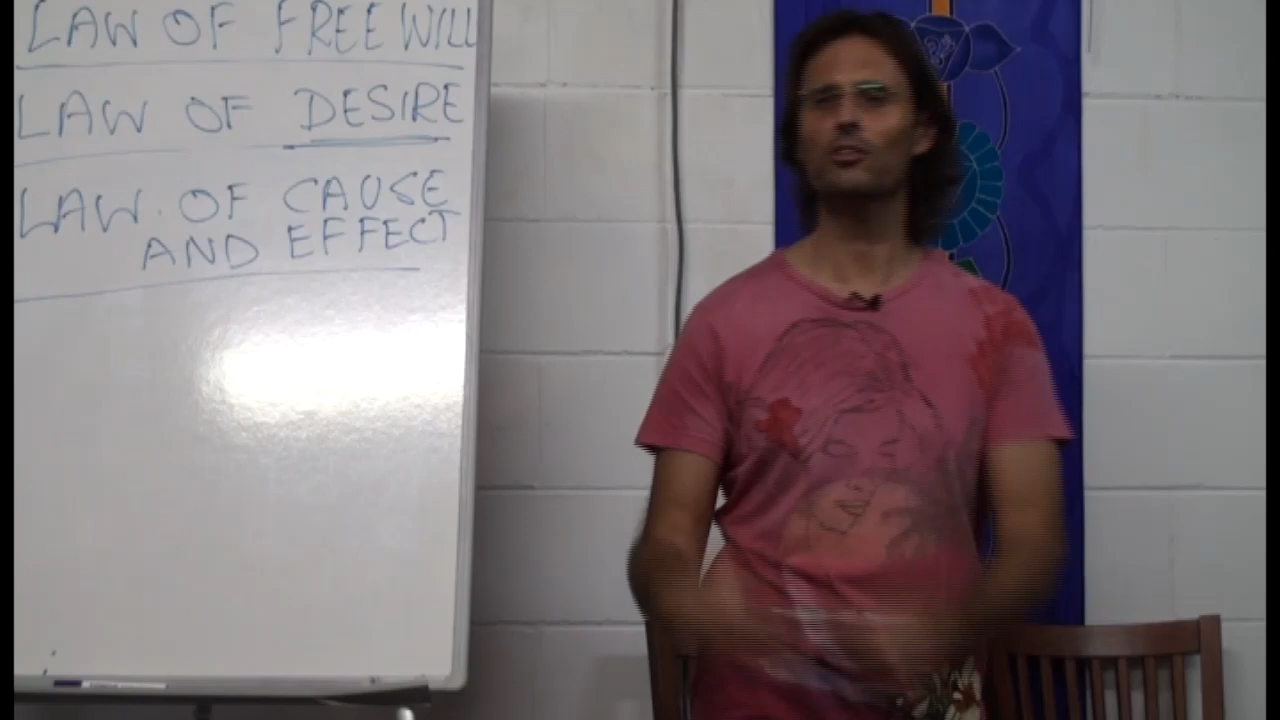 LAW OF FREE WILL
LAW OF DESIRE
LAW OF CAUSE
AND EFFECT